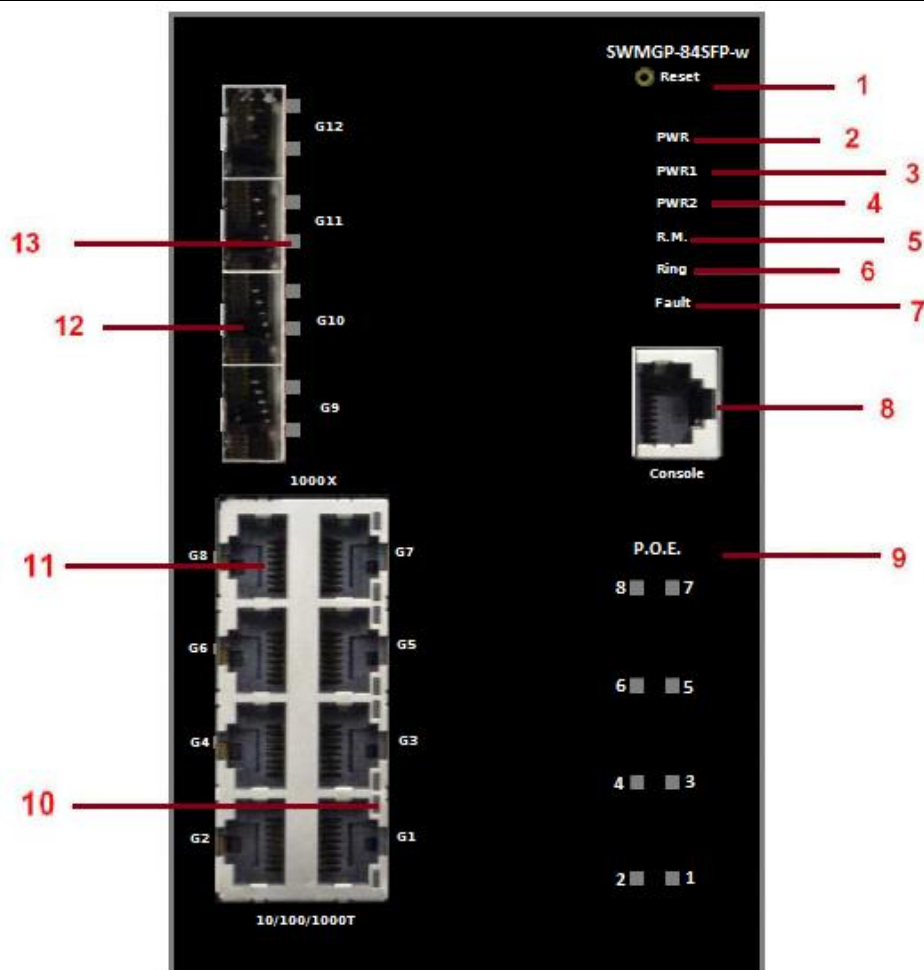 SWMGP-84SFP-w
Reset
1
G12
PWR
2
PWR1
3
PWR2
4
G11
R.M.
5
13
Ring
6
Fault
7
G10
12
G9
8
Console
1000X
P.O.E.
9
G8
G7
11
8 7
G6
G5
6 5
G4
G3
4 3
10
G2
G1
2 1
10/100/1000T